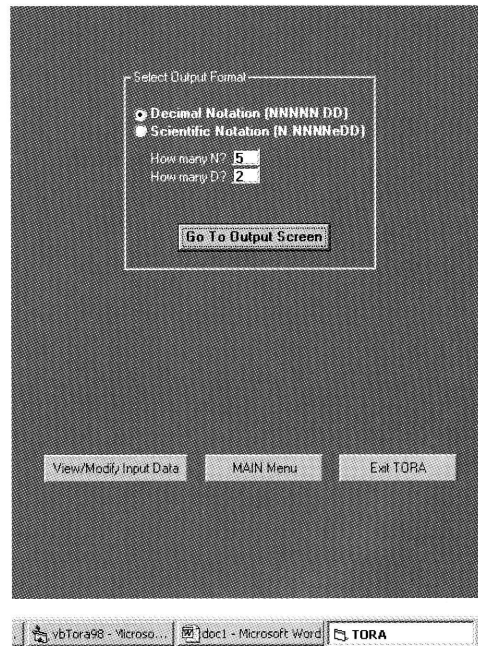 Select Output Format
Decimal Notation (NNNNN.DD)
Scientific Notation (N.NNNNeDD)
How many N? 5
How many D? 2
Go To Output Screen
View/Modify Input Data MAIN Menu Exit TORA
vbTora98 - Microso... doc1 - Microsoft Word TORA